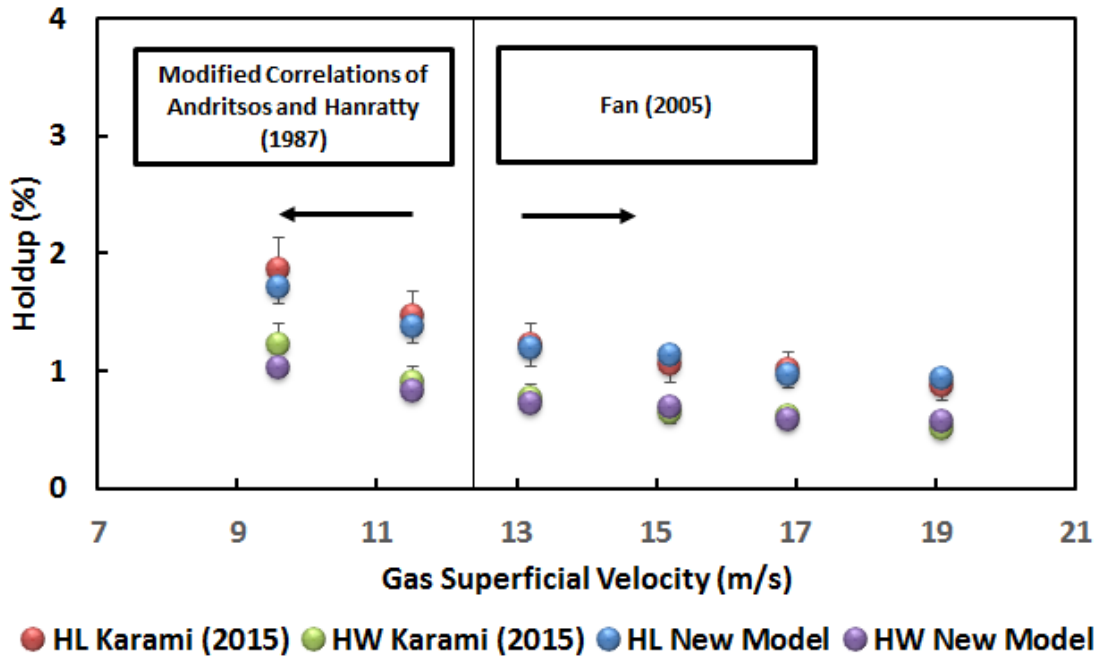 4
Modified Correlations of
Andritsos and Hanratty
(1987)
Fan (2005)
3
2
1
0
Holdup (%)
7 9 11 13 15 17 19 21
Gas Superficial Velocity (m/s)
HL Karami (2015) HW Karami (2015) HL New Model HW New Model